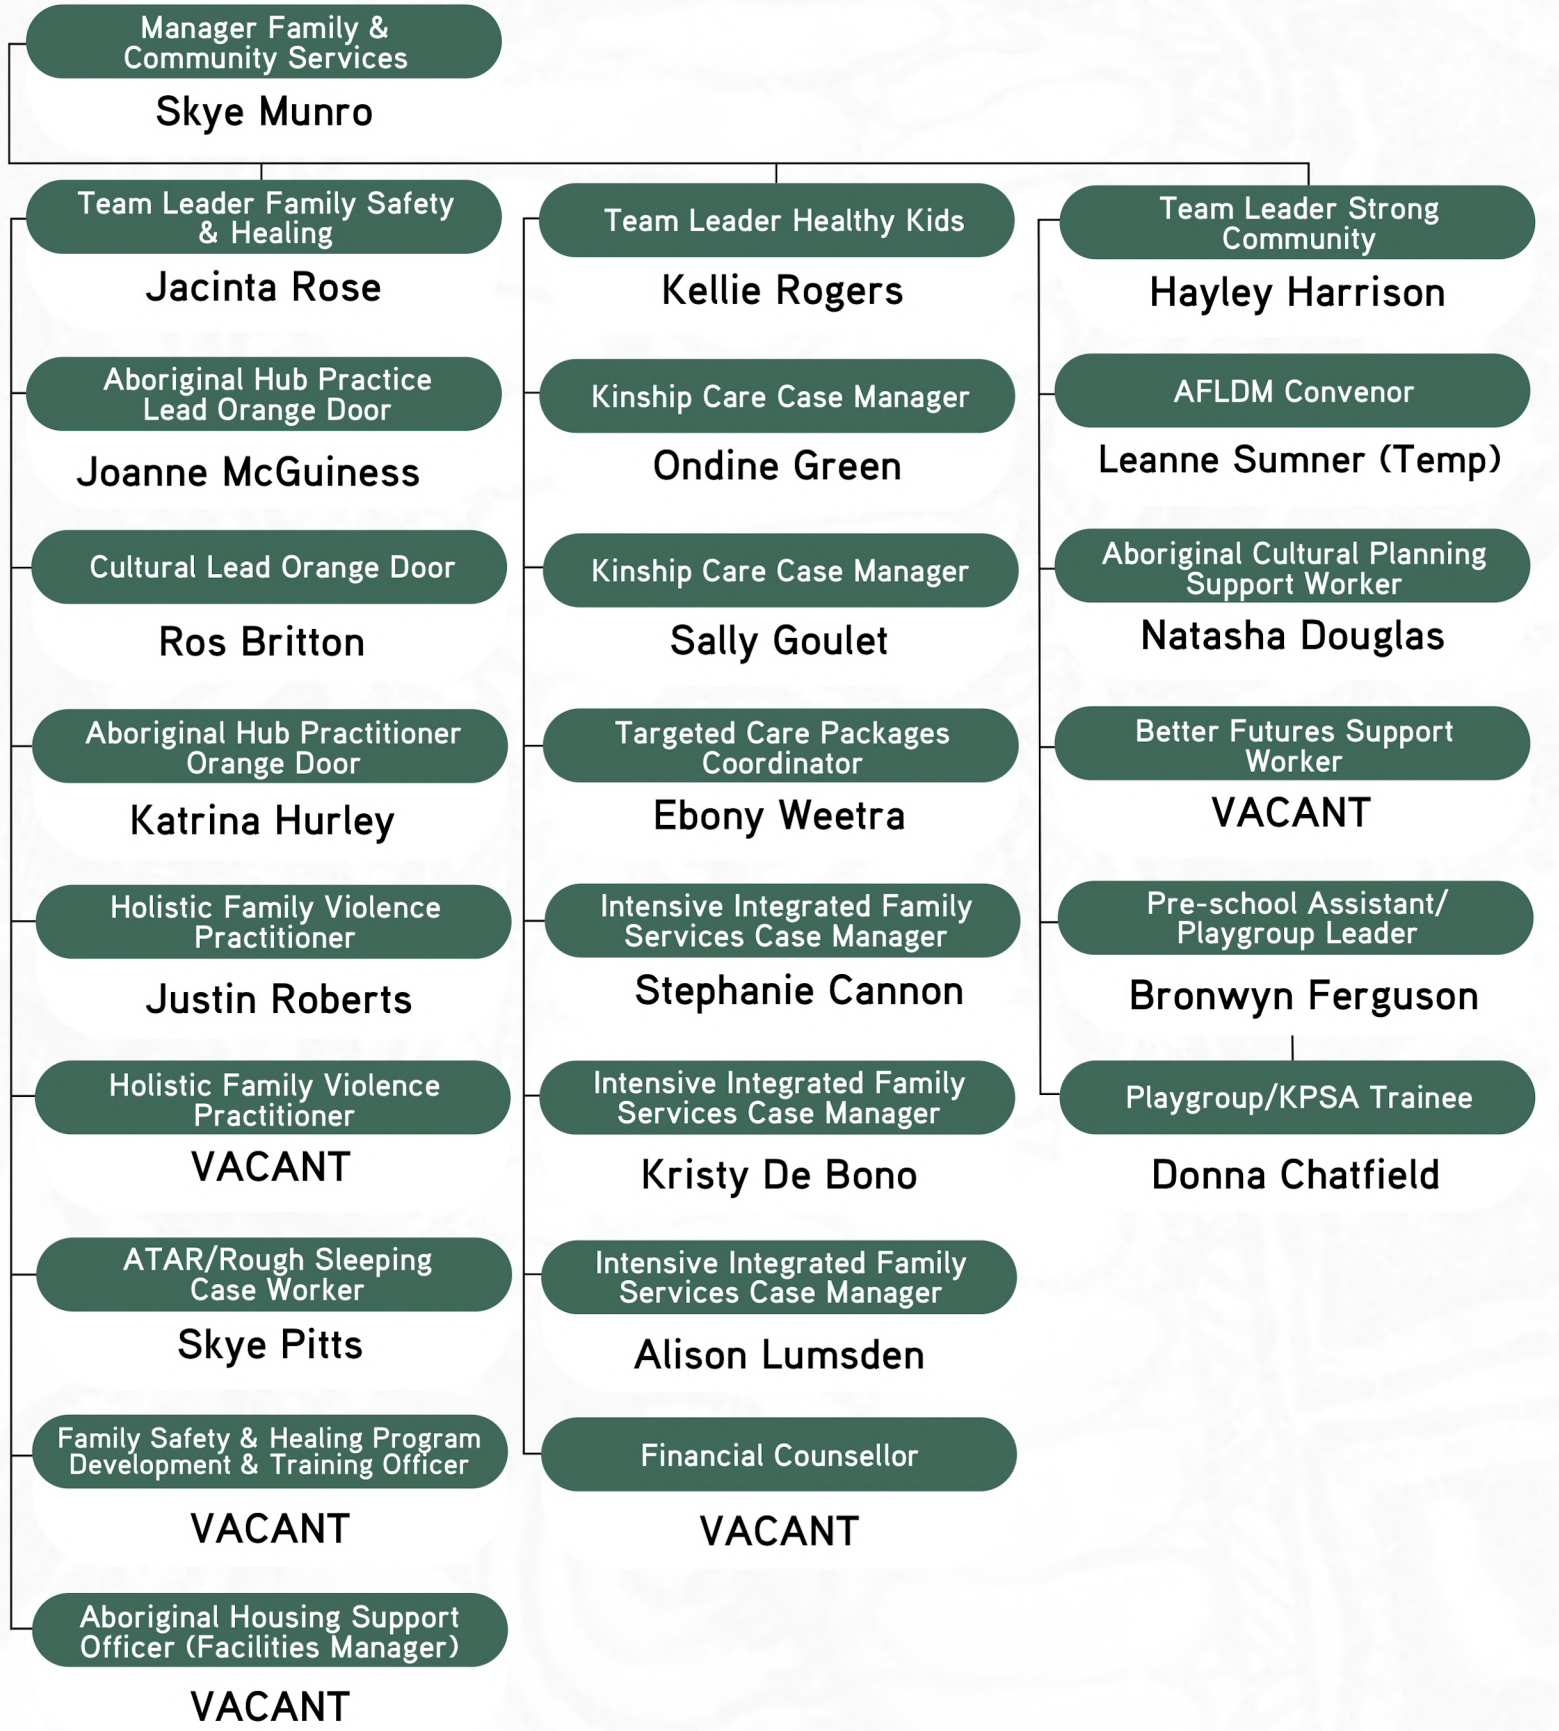 Manager Family &
Community Services
Skye Munro
Team Leader Family Safety
& Healing
Jacinta Rose
Aboriginal Hub Practice
Lead Orange Door
Joanne McGuiness
Cultural Lead Orange Door
Ros Britton
Aboriginal Hub Practitioner
Orange Door
Katrina Hurley
Holistic Family Violence
Practitioner
Justin Roberts
Holistic Family Violence
Practitioner
VACANT
ATAR/Rough Sleeping
Case Worker
Skye Pitts
Family Safety & Healing Program
Development & Training Officer
VACANT
Aboriginal Housing Support
Officer (Facilities Manager)
VACANT
Team Leader Healthy Kids
Kellie Rogers
Kinship Care Case Manager
Ondine Green
Kinship Care Case Manager
Sally Goulet
Targeted Care Packages
Coordinator
Ebony Weetra
Intensive Integrated Family
Services Case Manager
Stephanie Cannon
Intensive Integrated Family
Services Case Manager
Kristy De Bono
Intensive Integrated Family
Services Case Manager
Alison Lumsden
Financial Counsellor
VACANT
Team Leader Strong
Community
Hayley Harrison
AFLDM Convenor
Leanne Sumner (Temp)
Aboriginal Cultural Planning
Support Worker
Natasha Douglas
Better Futures Support
Worker
VACANT
Pre-school Assistant/
Playgroup Leader
Bronwyn Ferguson
Playgroup/KPSA Trainee
Donna Chatfield